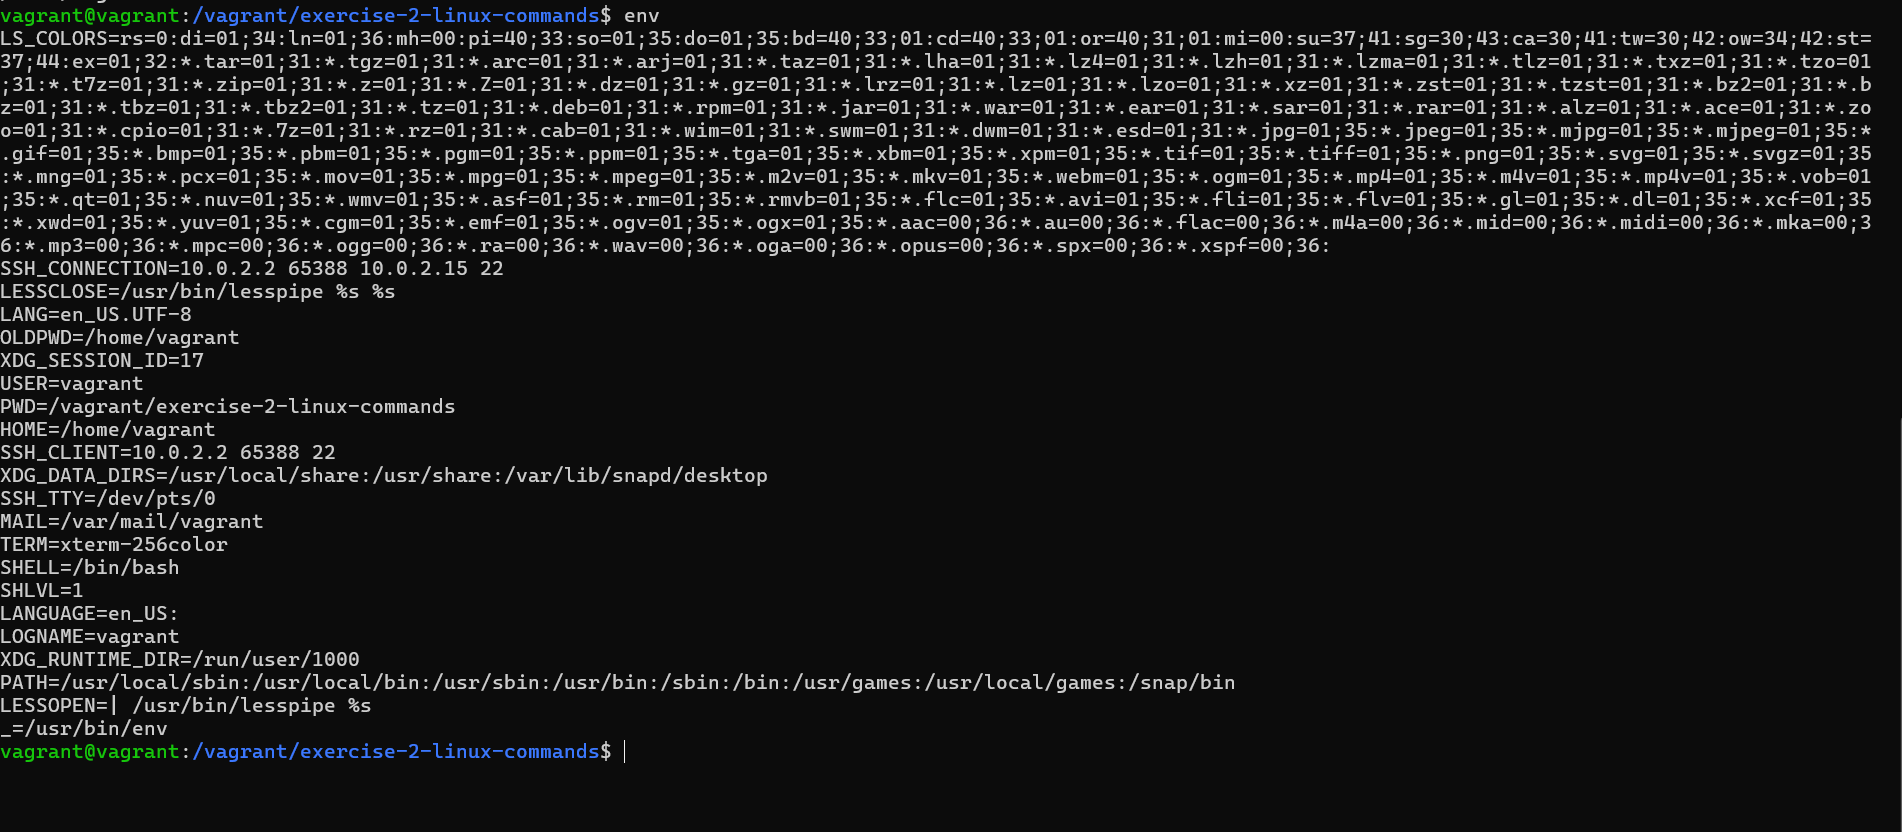 vagrant@vagrant:/vagrant/exercise-2-linux-commands$ env
LS_COLORS=rs=0:di=01;34:ln=01;36:mh=00:pi=40;33:so=01;35:do=01;35:bd=40;33;01:cd=40;33;01:or=40;31;01:mi=00:su=37;41:sg=30;43:ca=30;41:tw=30;42:ow=34;42:st=
37;44:ex=01;32:*.tar=01;31:*.tgz=01;31:*.arc=01;31:*.arj=01;31:*.taz=01;31:*.lha=01;31:*.lz4=01;31:*.lzh=01;31:*.lzma=01;31:*.tlz=01;31:*.txz=01;31:*.tzo=01
;31:*.t7z=01;31:*.zip=01;31:*.z=01;31:*.Z=01;31:*.dz=01;31:*.gz=01;31:*.lrz=01;31:*.lz=01;31:*.lzo=01;31:*.xz=01;31:*.zst=01;31:*.tzst=01;31:*.bz2=01;31:*.b
z=01;31:*.tbz=01;31:*.tbz2=01;31:*.tz=01;31:*.deb=01;31:*.rpm=01;31:*.jar=01;31:*.war=01;31:*.ear=01;31:*.sar=01;31:*.rar=01;31:*.alz=01;31:*.ace=01;31:*.zo
o=01;31:*.cpio=01;31:*.7z=01;31:*.rz=01;31:*.cab=01;31:*.wim=01;31:*.swm=01;31:*.dwm=01;31:*.esd=01;31:*.jpg=01;35:*.jpeg=01;35:*.mjpg=01;35:*.mjpeg=01;35:*
.gif=01;35:*.bmp=01;35:*.pbm=01;35:*.pgm=01;35:*.ppm=01;35:*.tga=01;35:*.xbm=01;35:*.xpm=01;35:*.tif=01;35:*.tiff=01;35:*.png=01;35:*.svg=01;35:*.svgz=01;35
:*.mng=01;35:*.pcx=01;35:*.mov=01;35:*.mpg=01;35:*.mpeg=01;35:*.m2v=01;35:*.mkv=01;35:*.webm=01;35:*.ogm=01;35:*.mp4=01;35:*.m4v=01;35:*.mp4v=01;35:*.vob=01
;35:*.qt=01;35:*.nuv=01;35:*.wmv=01;35:*.asf=01;35:*.rm=01;35:*.rmvb=01;35:*.flc=01;35:*.avi=01;35:*.fli=01;35:*.flv=01;35:*.gl=01;35:*.dl=01;35:*.xcf=01;35
:*.xwd=01;35:*.yuv=01;35:*.cgm=01;35:*.emf=01;35:*.ogv=01;35:*.ogx=01;35:*.aac=00;36:*.au=00;36:*.flac=00;36:*.m4a=00;36:*.mid=00;36:*.midi=00;36:*.mka=00;3
6:*.mp3=00;36:*.mpc=00;36:*.ogg=00;36:*.ra=00;36:*.wav=00;36:*.oga=00;36:*.opus=00;36:*.spx=00;36:*.xspf=00;36:
SSH_CONNECTION=10.0.2.2 65388 10.0.2.15 22
LESSCLOSE=/usr/bin/lesspipe %s %s
LANG=en_US.UTF-8
OLDPWD=/home/vagrant
XDG_SESSION_ID=17
USER=vagrant
PWD=/vagrant/exercise-2-linux-commands
HOME=/home/vagrant
SSH_CLIENT=10.0.2.2 65388 22
XDG_DATA_DIRS=/usr/local/share:/usr/share:/var/lib/snapd/desktop
SSH_TTY=/dev/pts/0
MAIL=/var/mail/vagrant
TERM=xterm-256color
SHELL=/bin/bash
SHLVL=1
LANGUAGE=en_US:
LOGNAME=vagrant
XDG_RUNTIME_DIR=/run/user/1000
PATH=/usr/local/sbin:/usr/local/bin:/usr/sbin:/usr/bin:/sbin:/bin:/usr/games:/usr/local/games:/snap/bin
LESSOPEN=| /usr/bin/lesspipe %s
_=/usr/bin/env
vagrant@vagrant:/vagrant/exercise-2-linux-commands$